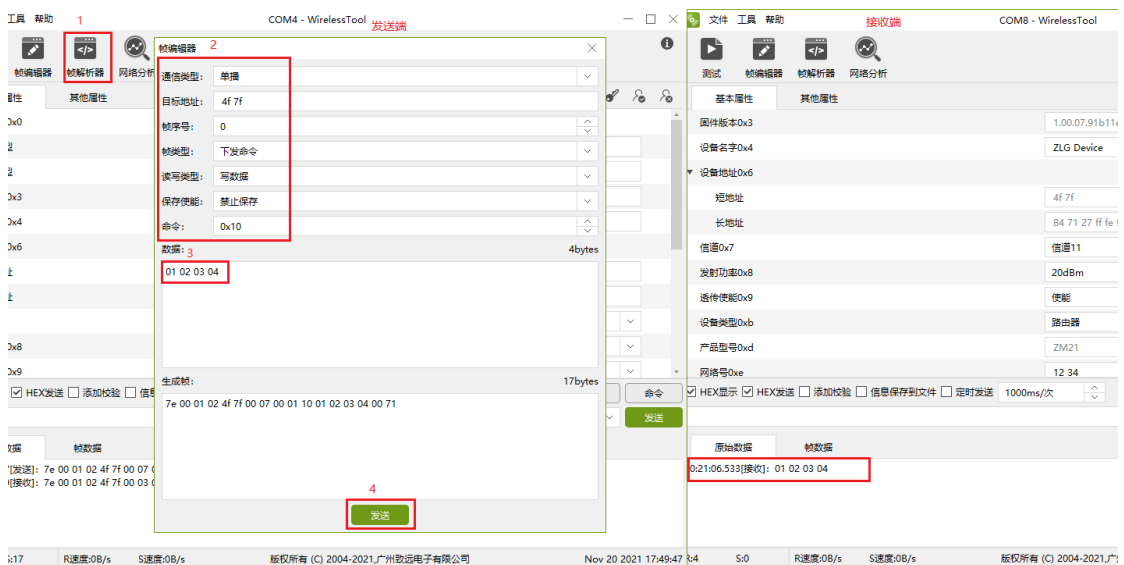 工具 帮助
1
COM4 - WirelessTool
发送端
文件 工具 帮助
接收端
COM8 - WirelessTool
帧编辑器
帧解析器
网络分析
测试
帧编辑器
帧解析器
网络分析
属性
其他属性
0x0
型
型
0x3
0x4
0x6
址
址
0x8
0x9
帧编辑器
2
通信类型:
单播
目标地址:
4f 7f
帧序号:
0
帧类型:
下发命令
读写类型:
写数据
保存使能:
禁止保存
命令:
0x10
数据:
3
4bytes
01 02 03 04
生成帧:
17bytes
7e 00 01 02 4f 7f 00 07 00 01 10 01 02 03 04 00 71
4
发送
HEX发送
添加校验
命令
发送
数据
帧数据
[发送]: 7e 00 01 02 4f 7f 00 07
[接收]: 7e 00 01 02 4f 7f 00 03
S:17
R速度:0B/s
S速度:0B/s
版权所有 (C) 2004-2021,广州致远电子有限公司
Nov 20 2021 17:49:47
基本属性
其他属性
固件版本0x3
1.00.07.91b11e
设备名字0x4
ZLG Device
设备地址0x6
短地址
4f 7f
长地址
84 71 27 ff fe
信道0x7
信道11
发射功率0x8
20dBm
透传使能0x9
使能
设备类型0xb
路由器
产品型号0xd
ZM21
网络号0xe
12 34
HEX显示
HEX发送
添加校验
信息保存到文件
定时发送
1000ms/次
原始数据
帧数据
0:21:06.533[接收]: 01 02 03 04
R:4
S:0
R速度:0B/s
S速度:0B/s
版权所有 (C) 2004-2021,广